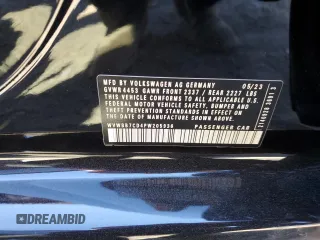 MFD. BY VOLKSWAGEN AG GERMANY 05/23
GVWR 4453 GAWR FRONT 2337 / REAR 2227 LBS
THIS VEHICLE CONFORMS TO ALL APPLICABLE
FEDERAL MOTOR VEHICLE SAFETY, BUMPER AND
THEFT PREVENTION STANDARDS IN EFFECT ON
THE DATE OF MANUFACTURE SHOWN ABOVE.
PASSENGER CAR
DREAMBID